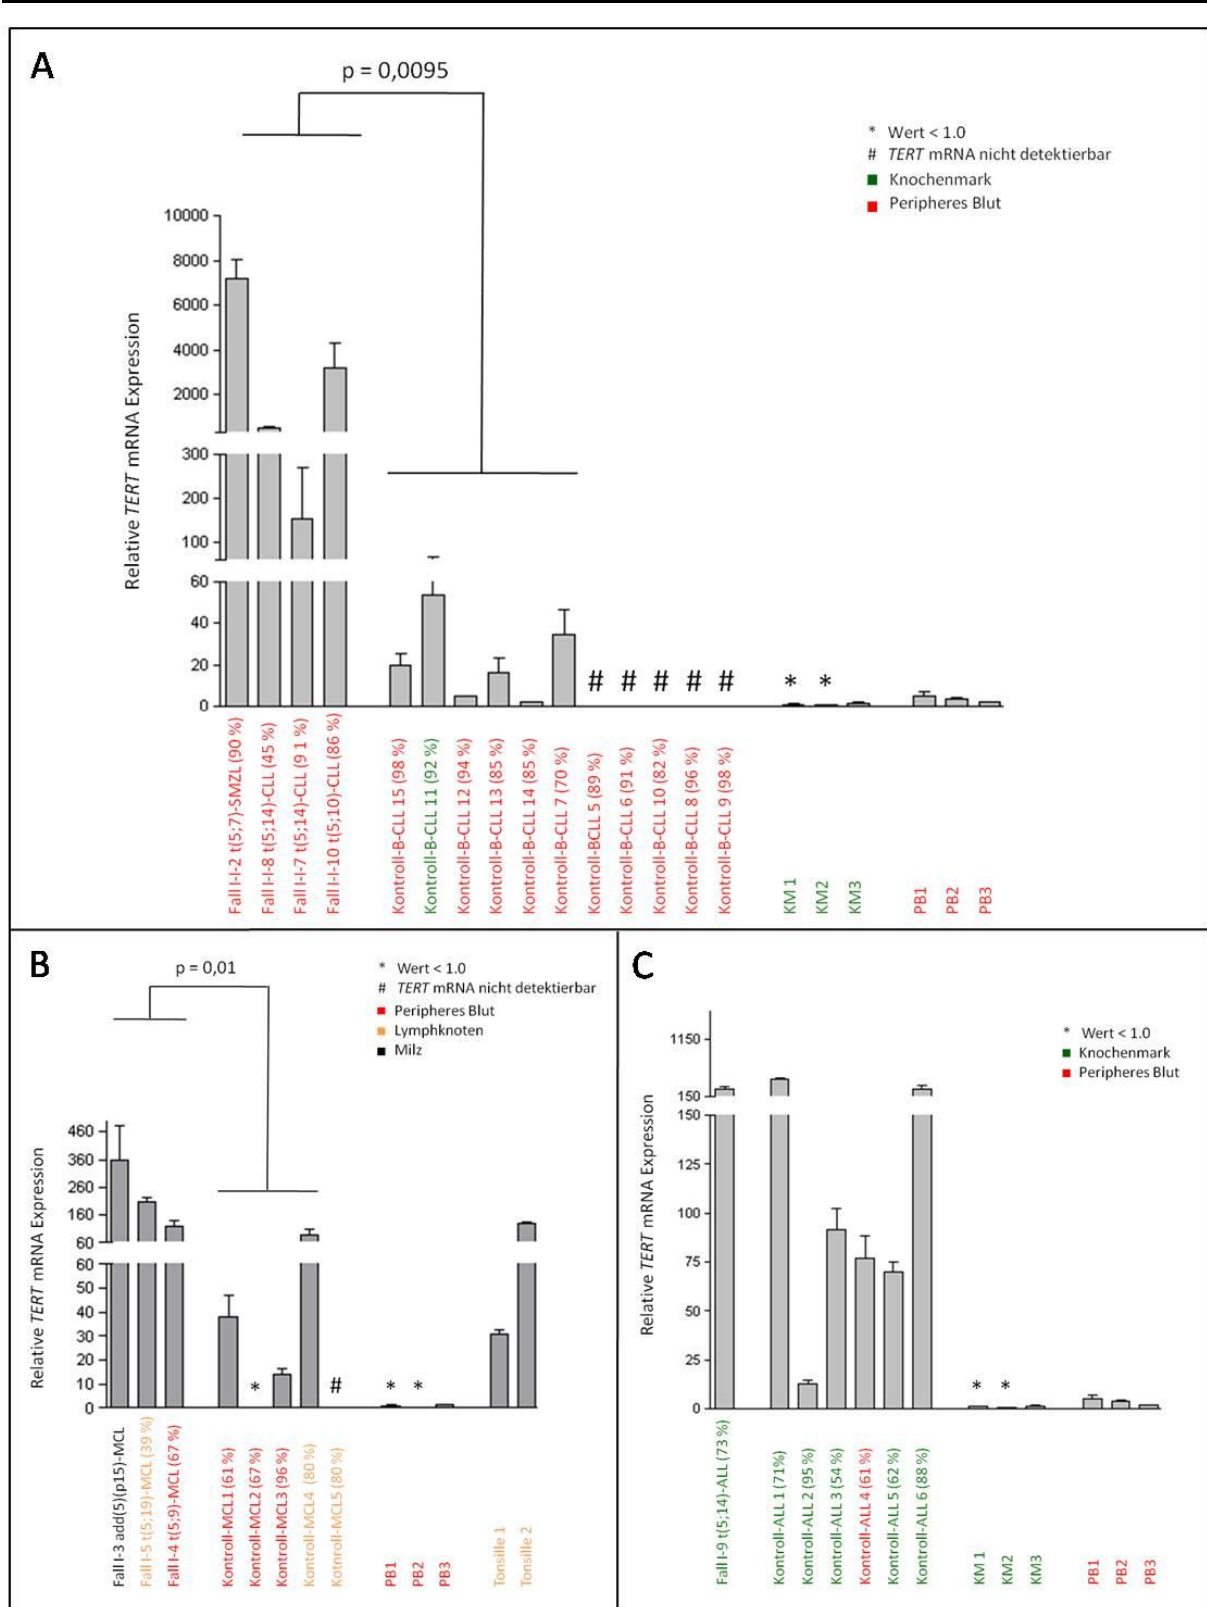 A
p = 0,0095
* Wert < 1.0
# TERT mRNA nicht detektierbar
Knochenmark
Peripheres Blut
Relative TERT mRNA Expression
10000
8000
6000
4000
2000
300
200
100
60
40
20
0
# # # # #
* *
Fall I-I-2 t(5;7)-SMZL (90 %)
Fall I-I-8 t(5;14)-CLL (45 %)
Fall I-I-7 t(5;14)-CLL (9 1 %)
Fall I-I-10 t(5;10)-CLL (86 %)
Kontroll-B-CLL 15 (98 %)
Kontroll-B-CLL 11 (92 %)
Kontroll-B-CLL 12 (94 %)
Kontroll-B-CLL 13 (85 %)
Kontroll-B-CLL 14 (85 %)
Kontroll-B-CLL 7 (70 %)
Kontroll-BCLL 5 (89 %)
Kontroll-B-CLL 6 (91 %)
Kontroll-B-CLL 10 (82 %)
Kontroll-B-CLL 8 (96 %)
Kontroll-B-CLL 9 (98 %)
KM 1
KM2
KM3
PB1
PB2
PB3
B
p = 0,01
* Wert < 1.0
# TERT mRNA nicht detektierbar
Peripheres Blut
Lymphknoten
Milz
Relative TERT mRNA Expression
460
360
260
160
60
60
50
40
30
20
10
0
*
#
* *
Fall I-3 add(5)(p15)-MCL
Fall I-5 t(5;19)-MCL (39 %)
Fall I-4 t(5;9)-MCL (67 %)
Kontroll-MCL1 (61 %)
Kontroll-MCL2 (67 %)
Kontroll-MCL3 (96 %)
Kontroll-MCL4 (80 %)
Kontroll-MCL5 (80 %)
PB1
PB2
PB3
Tonsille 1
Tonsille 2
C
* Wert < 1.0
Knochenmark
Peripheres Blut
Relative TERT mRNA Expression
1150
150
150
125
100
75
50
25
0
* *
Fall I-9 t(5;14)-ALL (73 %)
Kontroll-ALL 1 (71%)
Kontroll-ALL 2 (95 %)
Kontroll-ALL 3 (54 %)
Kontroll-ALL 4 (61 %)
Kontroll-ALL 5 (62 %)
Kontroll-ALL 6 (88 %)
KM 1
KM2
KM3
PB1
PB2
PB3